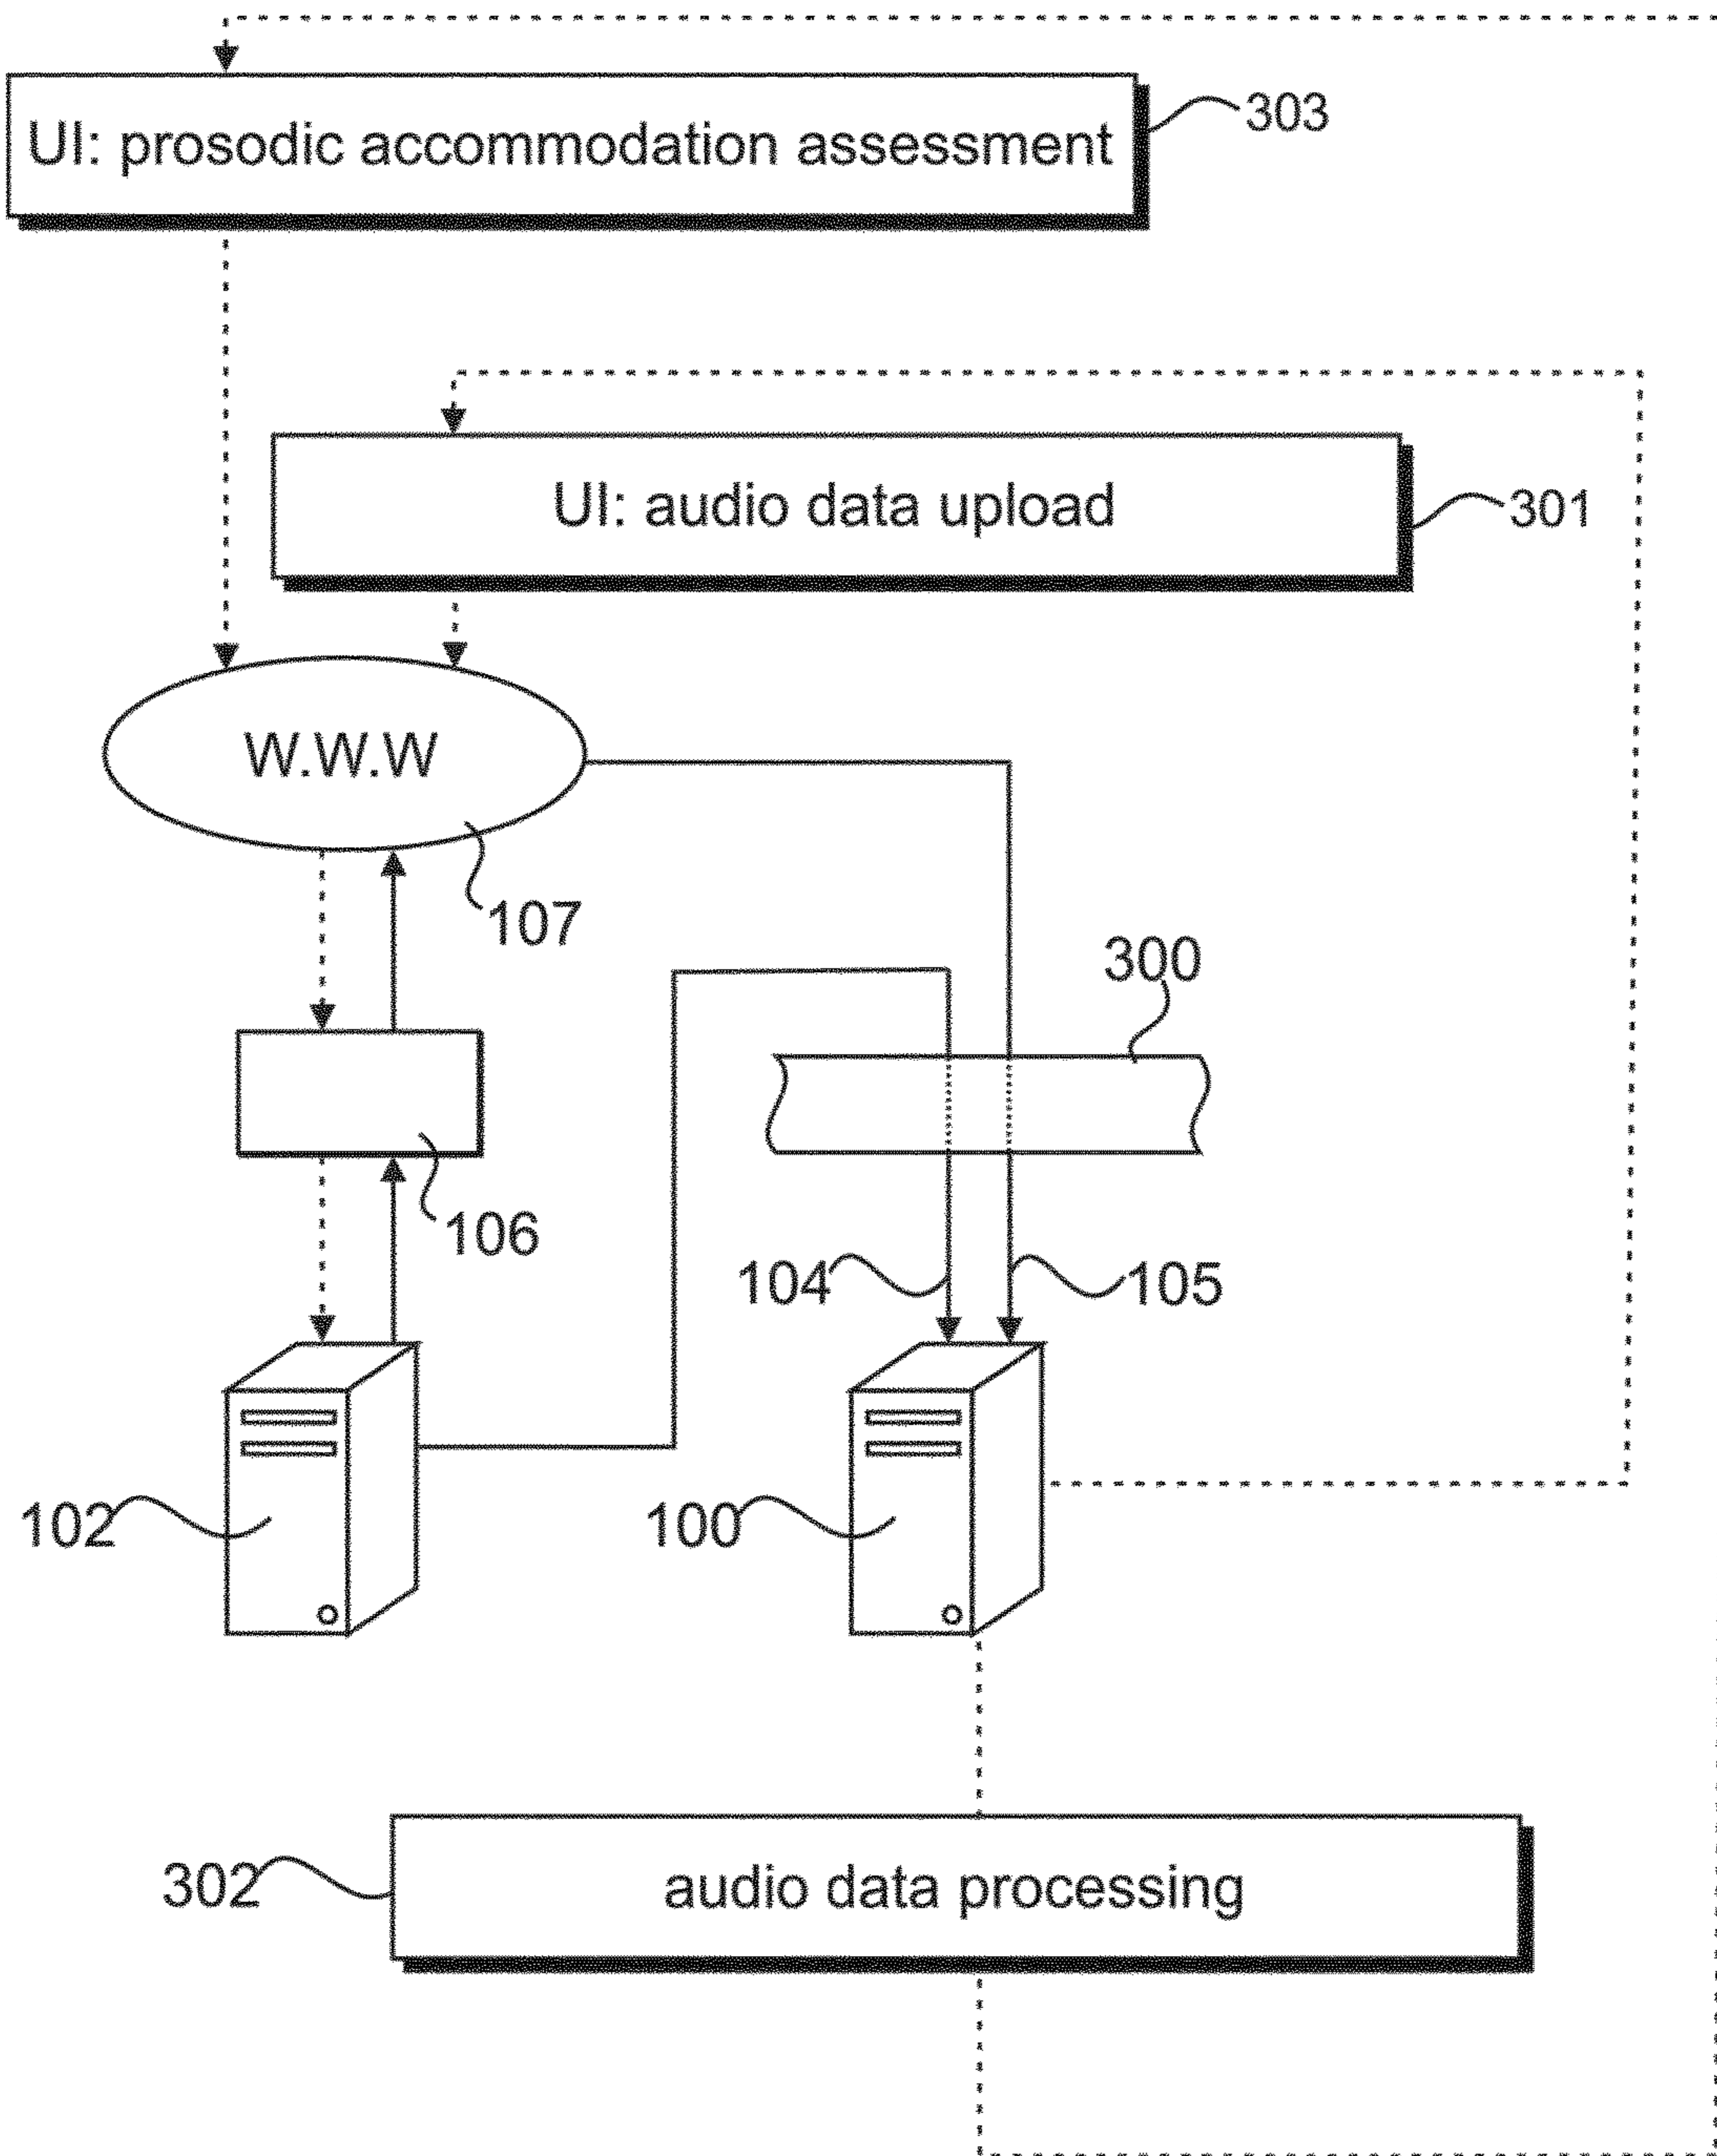 303
UI: prosodic accommodation assessment
UI: audio data upload
301
W.W.W
107
300
106
104
105
102
100
302
audio data processing